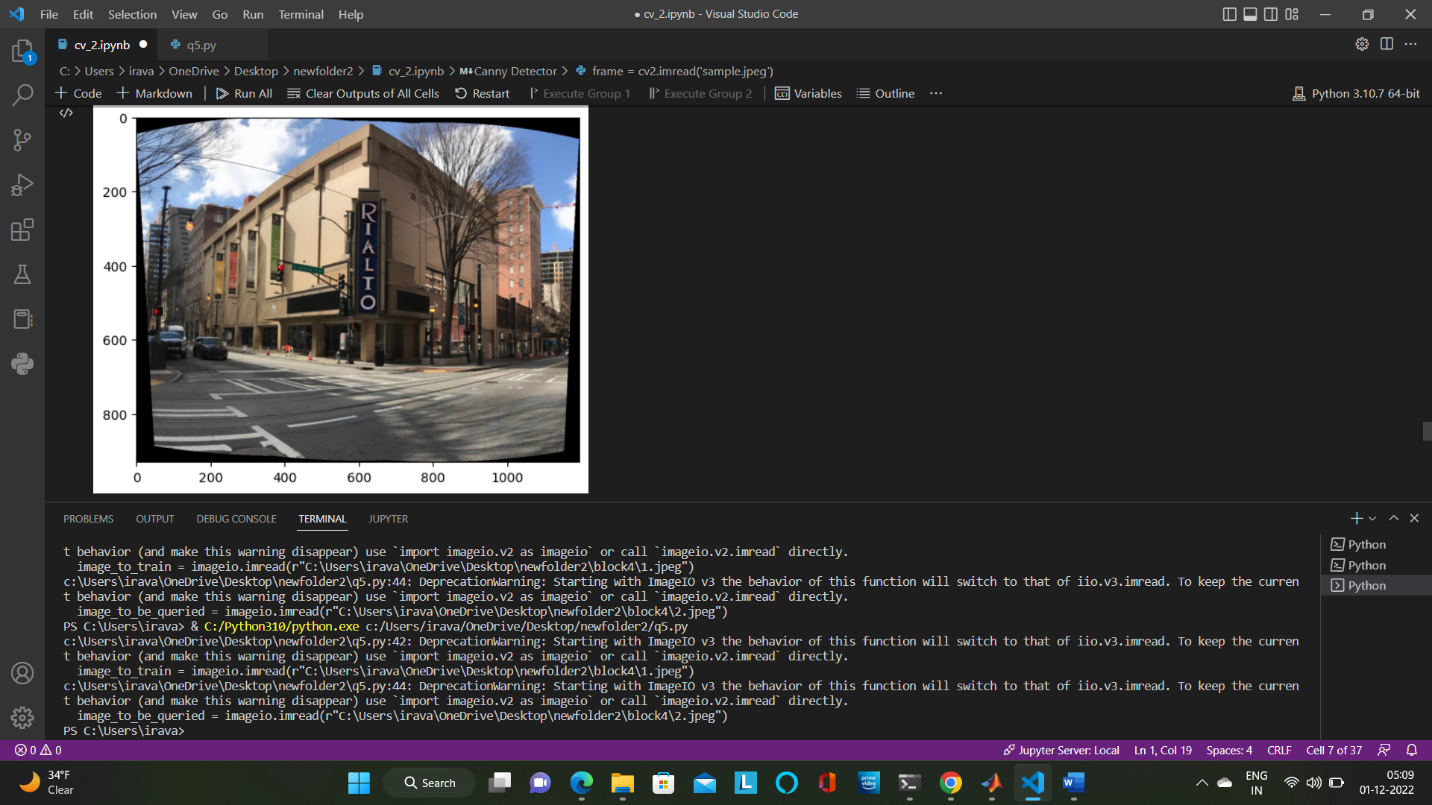 File Edit Selection View Go Run Terminal Help
● cv_2.ipynb - Visual Studio Code
cv_2.ipynb ●
q5.py
C: > Users > irava > OneDrive > Desktop > newfolder2 > cv_2.ipynb > M↓Canny Detector > frame = cv2.imread('sample.jpeg')
+ Code + Markdown | Run All Clear Outputs of All Cells Restart Execute Group 1 Execute Group 2 | Variables Outline ···
Python 3.10.7 64-bit
0
200
400
600
800
0 200 400 600 800 1000
RIALTO
PROBLEMS OUTPUT DEBUG CONSOLE TERMINAL JUPYTER
t behavior (and make this warning disappear) use `import imageio.v2 as imageio` or call `imageio.v2.imread` directly.
image_to_train = imageio.imread(r"C:\Users\irava\OneDrive\Desktop\newfolder2\block4\1.jpeg")
c:\Users\irava\OneDrive\Desktop\newfolder2\q5.py:44: DeprecationWarning: Starting with ImageIO v3 the behavior of this function will switch to that of iio.v3.imread. To keep the curren
t behavior (and make this warning disappear) use `import imageio.v2 as imageio` or call `imageio.v2.imread` directly.
image_to_be_queried = imageio.imread(r"C:\Users\irava\OneDrive\Desktop\newfolder2\block4\2.jpeg")
PS C:\Users\irava> & C:/Python310/python.exe c:/Users/irava/OneDrive/Desktop/newfolder2/q5.py
c:\Users\irava\OneDrive\Desktop\newfolder2\q5.py:42: DeprecationWarning: Starting with ImageIO v3 the behavior of this function will switch to that of iio.v3.imread. To keep the curren
t behavior (and make this warning disappear) use `import imageio.v2 as imageio` or call `imageio.v2.imread` directly.
image_to_train = imageio.imread(r"C:\Users\irava\OneDrive\Desktop\newfolder2\block4\1.jpeg")
c:\Users\irava\OneDrive\Desktop\newfolder2\q5.py:44: DeprecationWarning: Starting with ImageIO v3 the behavior of this function will switch to that of iio.v3.imread. To keep the curren
t behavior (and make this warning disappear) use `import imageio.v2 as imageio` or call `imageio.v2.imread` directly.
image_to_be_queried = imageio.imread(r"C:\Users\irava\OneDrive\Desktop\newfolder2\block4\2.jpeg")
PS C:\Users\irava>
Python
Python
Python
1
0 0
Jupyter Server: Local Ln 1, Col 19 Spaces: 4 CRLF Cell 7 of 37
34°F
Clear
Search
L
prime video
W
ENG
IN
05:09
01-12-2022